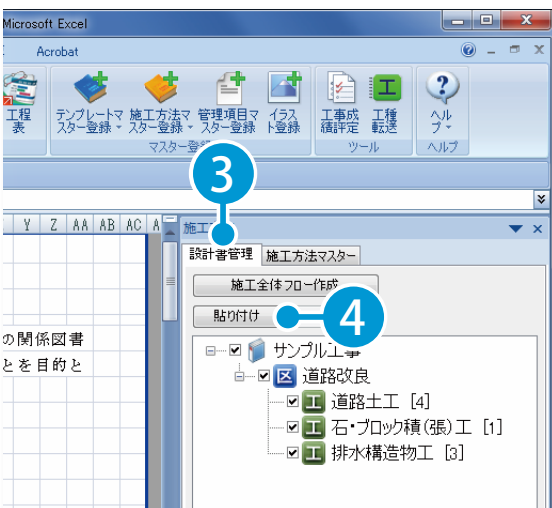 Microsoft Excel
Acrobat
工程
表
テンプレートマ
スター登録
施工方法マ
スター登録
管理項目マ
スター登録
イラス
ト登録
工事成
績評定
工種
転送
ヘル
プ
マスター登
ツール
ヘルプ
3
Y Z AA AB AC A
施工
設計書管理 施工方法マスター
施工全体フロー作成
貼り付け
4
の関係図書
とを目的と
サンプル工事
区 道路改良
工 道路土工 [4]
工 石・ブロック積(張)工 [1]
工 排水構造物工 [3]